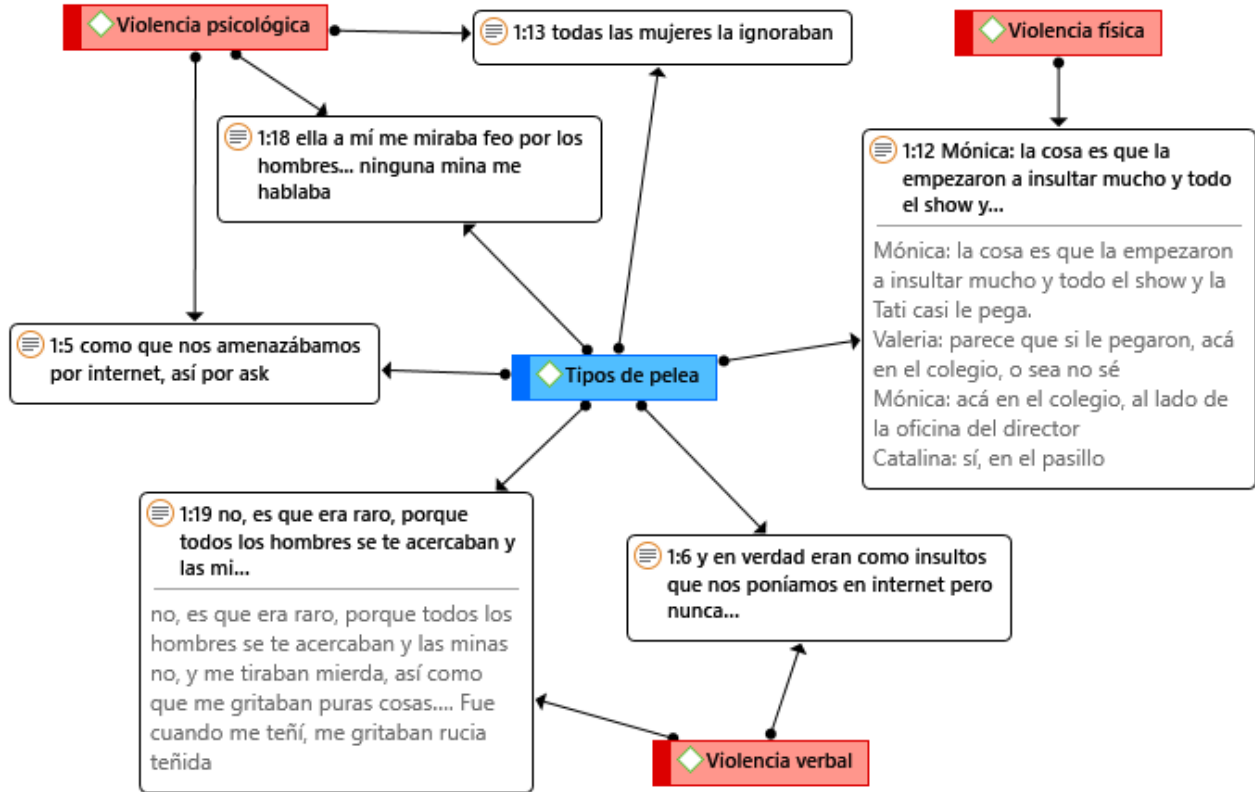 Violencia psicológica
1:13 todas las mujeres la ignoraban
Violencia física
1:18 ella a mí me miraba feo por los
hombres... ninguna mina me
hablaba
1:12 Mónica: la cosa es que la
empezaron a insultar mucho y todo
el show y...
Mónica: la cosa es que la empezaron
a insultar mucho y todo el show y la
Tati casi le pega.
Valeria: parece que si le pegaron, acá
en el colegio, o sea no sé
Mónica: acá en el colegio, al lado de
la oficina del director
Catalina: sí, en el pasillo
1:5 como que nos amenazábamos
por internet, así por ask
Tipos de pelea
1:19 no, es que era raro, porque
todos los hombres se te acercaban y
las mi...
no, es que era raro, porque todos los
hombres se te acercaban y las minas
no, y me tiraban mierda, así como
que me gritaban puras cosas.... Fue
cuando me teñí, me gritaban rucia
teñida
1:6 y en verdad eran como insultos
que nos poníamos en internet pero
nunca...
Violencia verbal